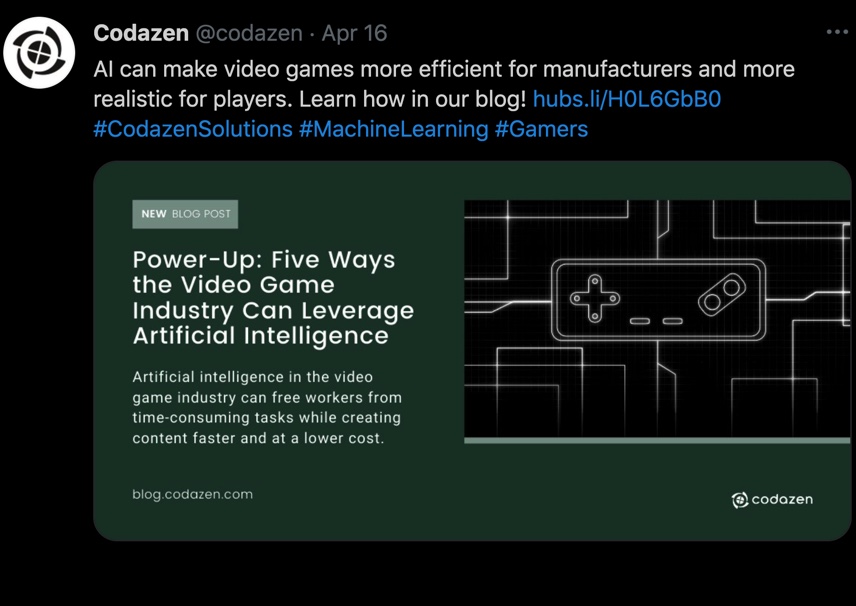 Codazen @codazen · Apr 16
AI can make video games more efficient for manufacturers and more
realistic for players. Learn how in our blog! hubs.li/H0L6GbB0
#CodazenSolutions #MachineLearning #Gamers
NEW BLOG POST
Power-Up: Five Ways
the Video Game
Industry Can Leverage
Artificial Intelligence
Artificial intelligence in the video
game industry can free workers from
time-consuming tasks while creating
content faster and at a lower cost.
blog.codazen.com
codazen